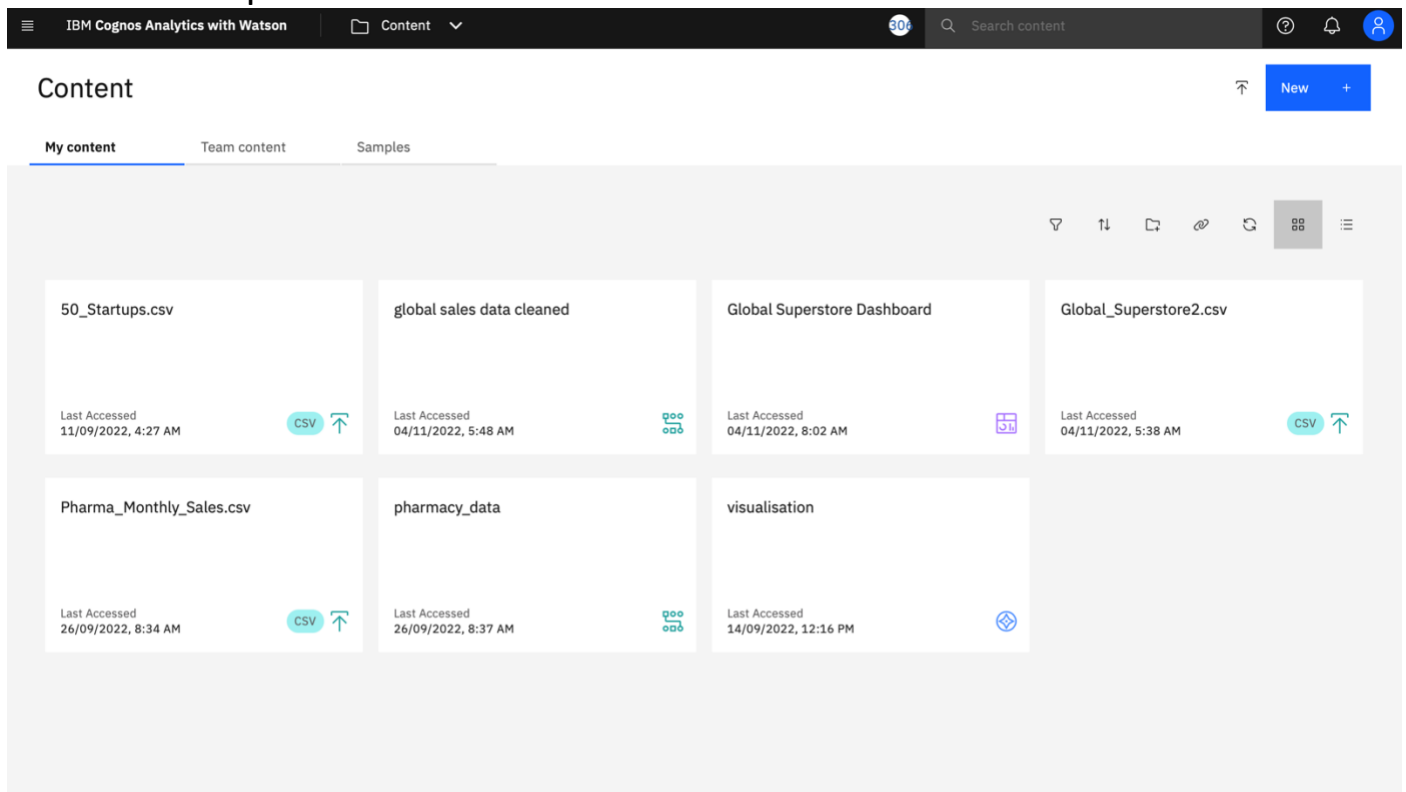 IBM Cognos Analytics with Watson
Content
306
Search content
Content
New +
My content
Team content
Samples
50_Startups.csv
Last Accessed
11/09/2022, 4:27 AM
CSV
global sales data cleaned
Last Accessed
04/11/2022, 5:48 AM
Global Superstore Dashboard
Last Accessed
04/11/2022, 8:02 AM
Global_Superstore2.csv
Last Accessed
04/11/2022, 5:38 AM
CSV
Pharma_Monthly_Sales.csv
Last Accessed
26/09/2022, 8:34 AM
CSV
pharmacy_data
Last Accessed
26/09/2022, 8:37 AM
visualisation
Last Accessed
14/09/2022, 12:16 PM